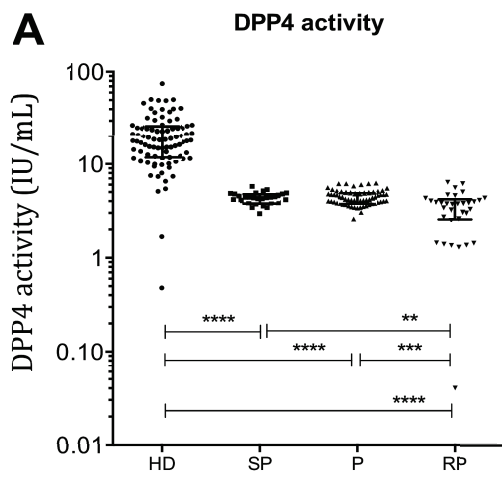 A
DPP4 activity
DPP4 activity (IU/mL)
100
10
1
0.10
0.01
**** **
**** ***
****
HD SP P RP